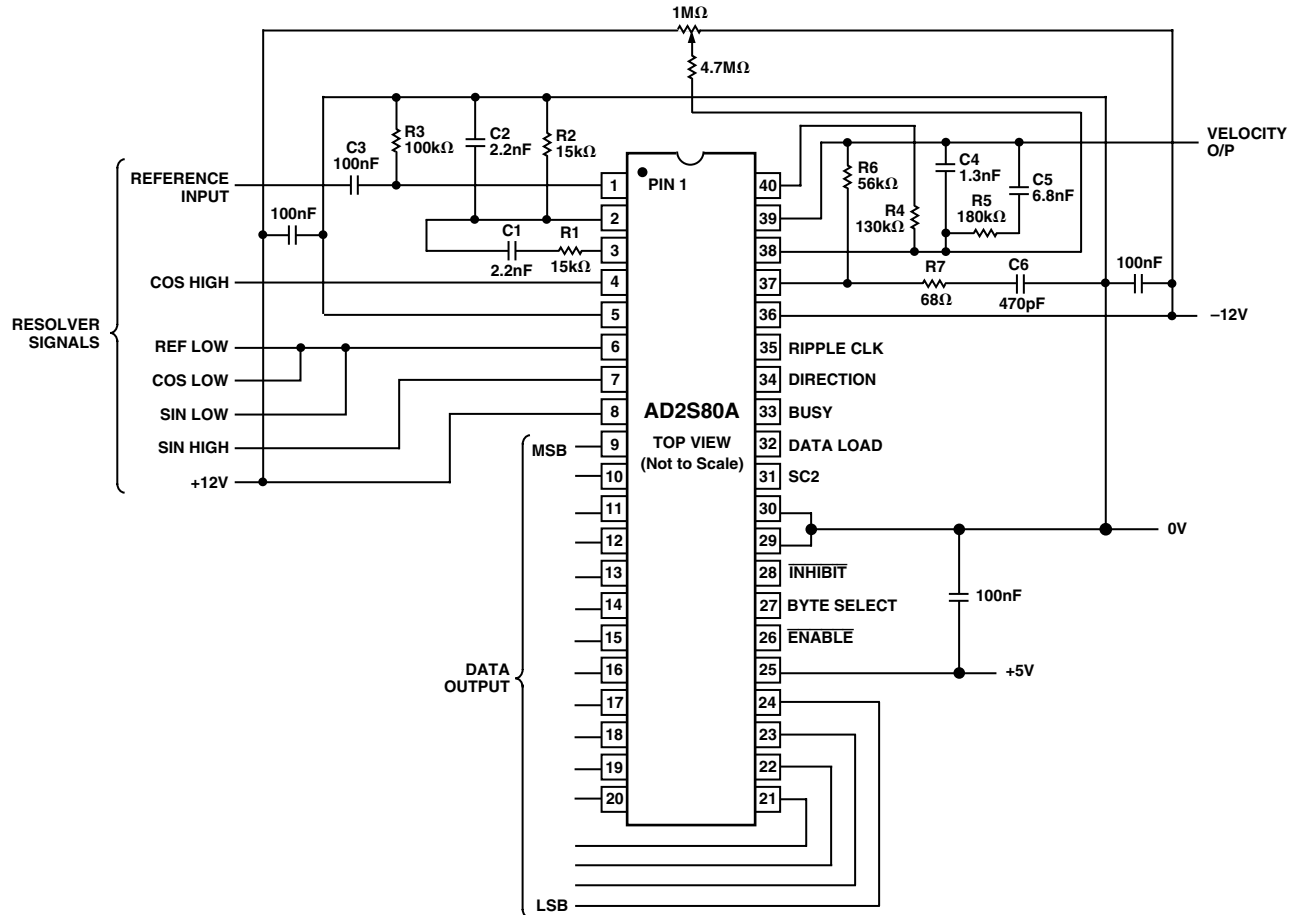 1MΩ
4.7MΩ
C3
100nF
R3
100kΩ
C2
2.2nF
R2
15kΩ
REFERENCE
INPUT
100nF
C1
2.2nF
R1
15kΩ
COS HIGH
RESOLVER
SIGNALS
REF LOW
COS LOW
SIN LOW
SIN HIGH
+12V
MSB
DATA
OUTPUT
LSB
PIN 1
AD2S80A
TOP VIEW
(Not to Scale)
1
2
3
4
5
6
7
8
9
10
11
12
13
14
15
16
17
18
19
20
40
39
38
37
36
35
34
33
32
31
30
29
28
27
26
25
24
23
22
21
RIPPLE CLK
DIRECTION
BUSY
DATA LOAD
SC2
INHIBIT
BYTE SELECT
ENABLE
R6
56kΩ
R4
130kΩ
C4
1.3nF
R5
180kΩ
C5
6.8nF
R7
68Ω
C6
470pF
100nF
VELOCITY
O/P
–12V
0V
100nF
+5V